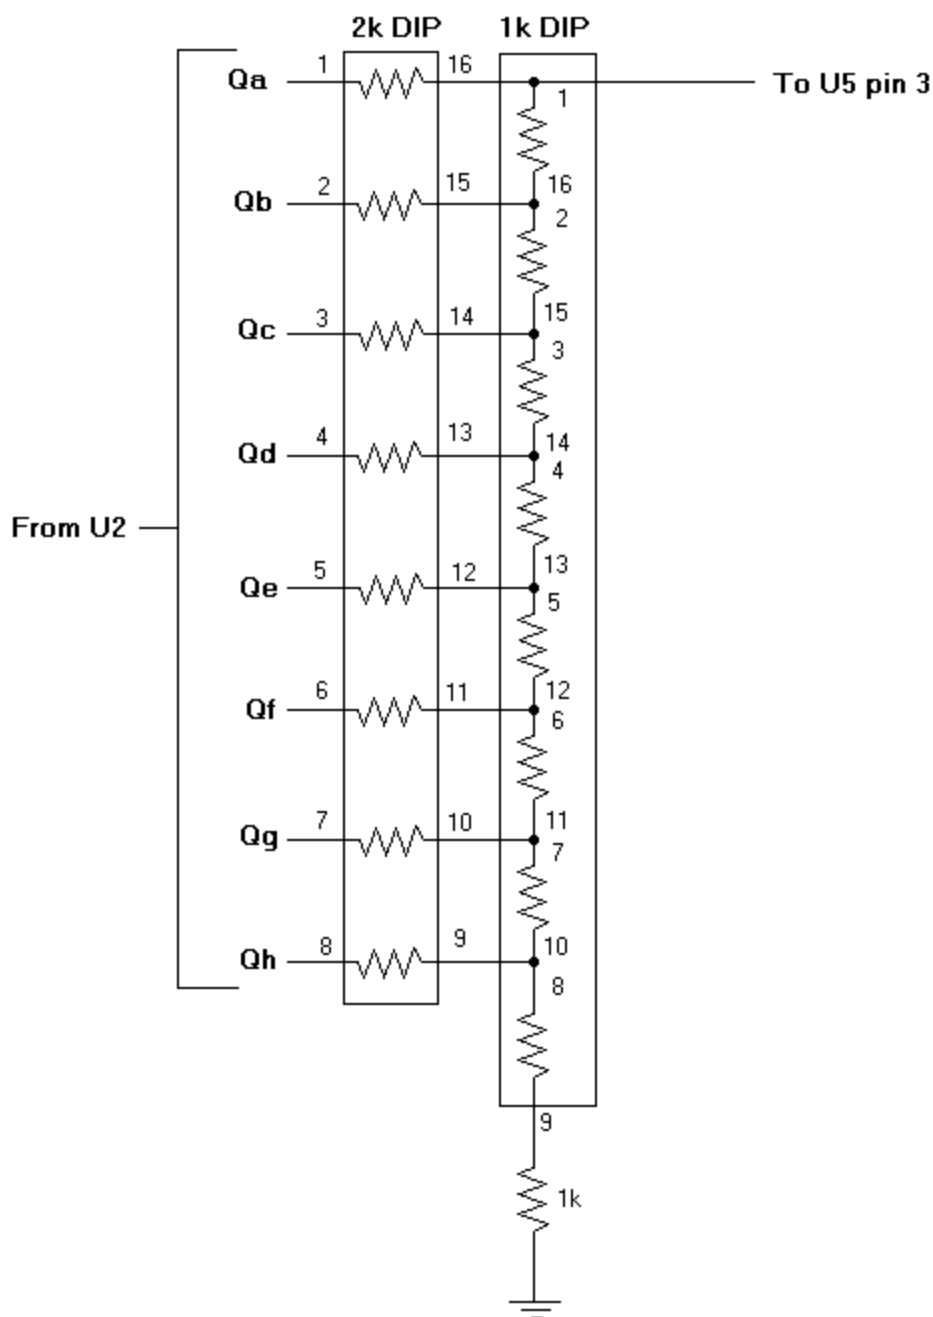 2k DIP 1k DIP
Qa 1 16 1 To U5 pin 3
16
Qb 2 15 2
15
Qc 3 14 3
14
Qd 4 13 4
From U2
13
Qe 5 12 5
12
Qf 6 11 6
11
Qg 7 10 7
10
Qh 8 9 8
9
1k